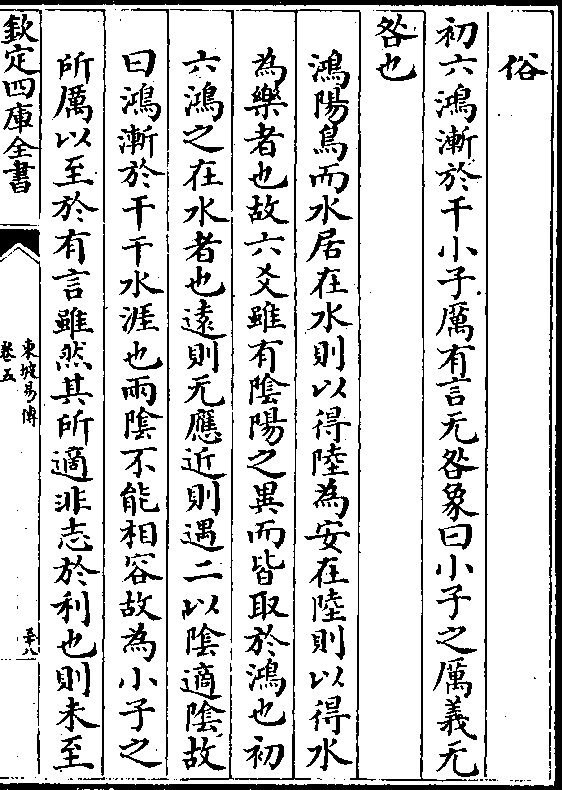 俗
初六鴻漸於干小子厲有言无咎象曰小子之厲義无
咎也
鴻陽鳥而水居在水則以得陸為安在陸則以得水
為樂者也故六爻雖有陰陽之異而皆取於鴻也初
六鴻之在水者也遠則无應近則遇二以陰適陰故
曰鴻漸於干干水涯也兩陰不能相容故為小子之
所厲以至於有言雖然其所適非志於利也則未至
欽定四庫全書
東坡易傳
卷五